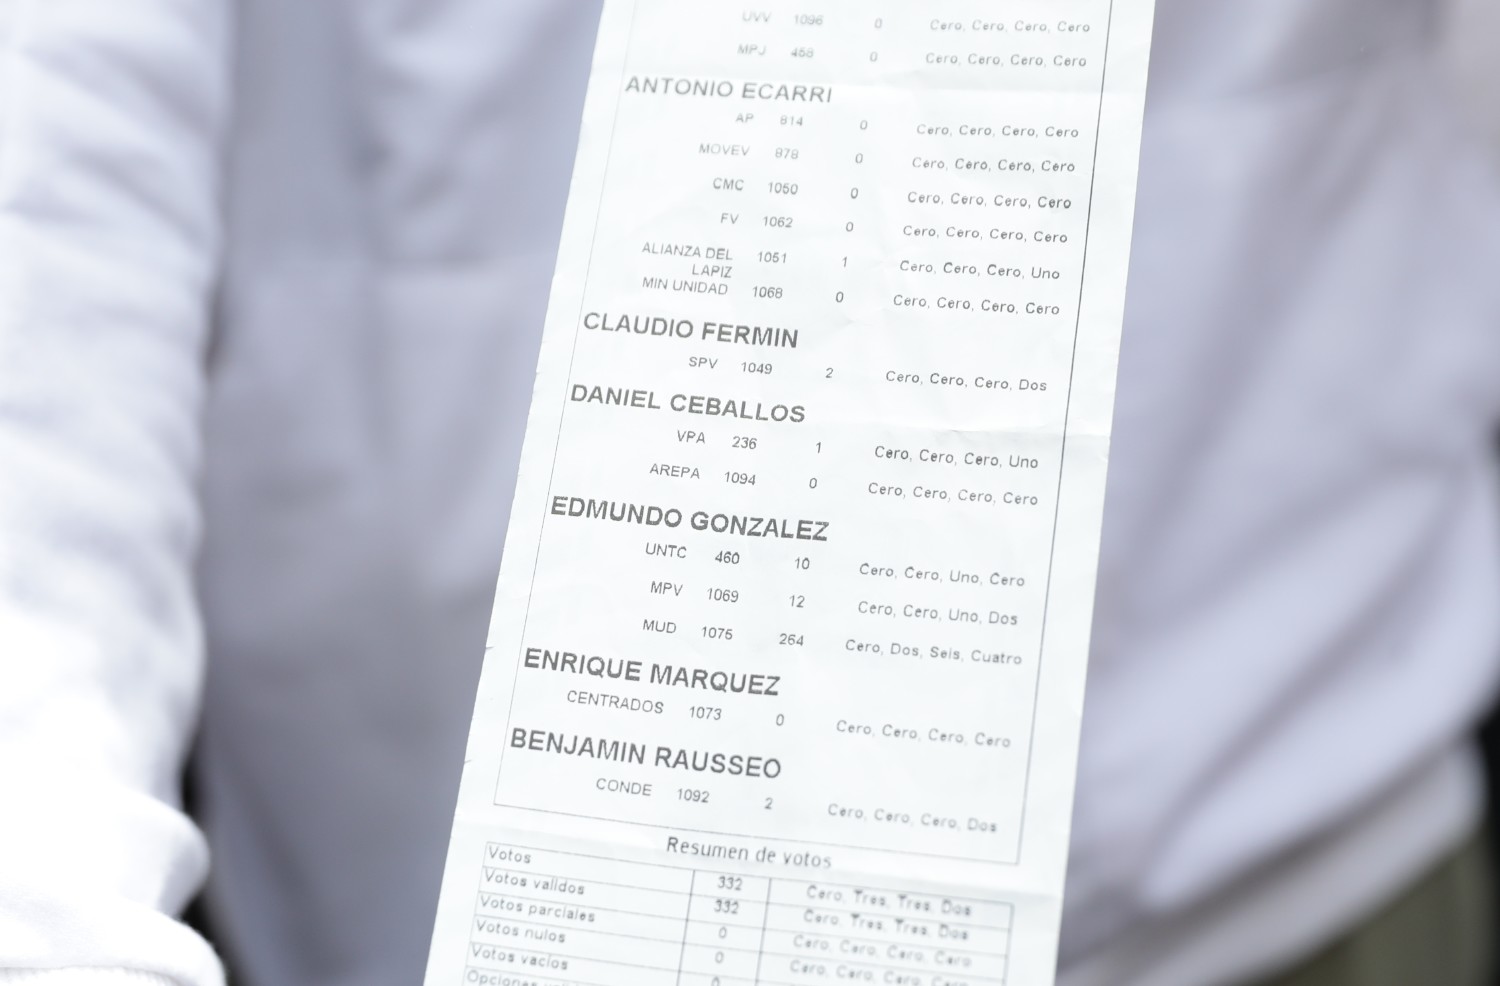 UVV 1096 0 Cero, Cero, Cero, Cero
MPJ 458 0 Cero, Cero, Cero, Cero
ANTONIO ECARRI
AP 814 0 Cero, Cero, Cero, Cero
MOVEV 878 0 Cero, Cero, Cero, Cero
CMC 1050 0 Cero, Cero, Cero, Cero
FV 1062 0 Cero, Cero, Cero, Cero
ALIANZA DEL LAPIZ 1051 1 Cero, Cero, Cero, Uno
MIN UNIDAD 1068 0 Cero, Cero, Cero, Cero
CLAUDIO FERMIN
SPV 1049 2 Cero, Cero, Cero, Dos
DANIEL CEBALLOS
VPA 236 1 Cero, Cero, Cero, Uno
AREPA 1094 0 Cero, Cero, Cero, Cero
EDMUNDO GONZALEZ
UNTC 460 10 Cero, Cero, Uno, Cero
MPV 1069 12 Cero, Cero, Uno, Dos
MUD 1075 264 Cero, Dos, Seis, Cuatro
ENRIQUE MARQUEZ
CENTRADOS 1073 0 Cero, Cero, Cero, Cero
BENJAMIN RAUSSEO
CONDE 1092 2 Cero, Cero, Cero, Dos
Resumen de votos
Votos 332 Cero, Tres, Tres, Dos
Votos validos 332 Cero, Tres, Tres, Dos
Votos parciales 0 Cero, Cero, Cero, Cero
Votos nulos 0 Cero, Cero, Cero, Cero
Votos vacios 0
Opciones